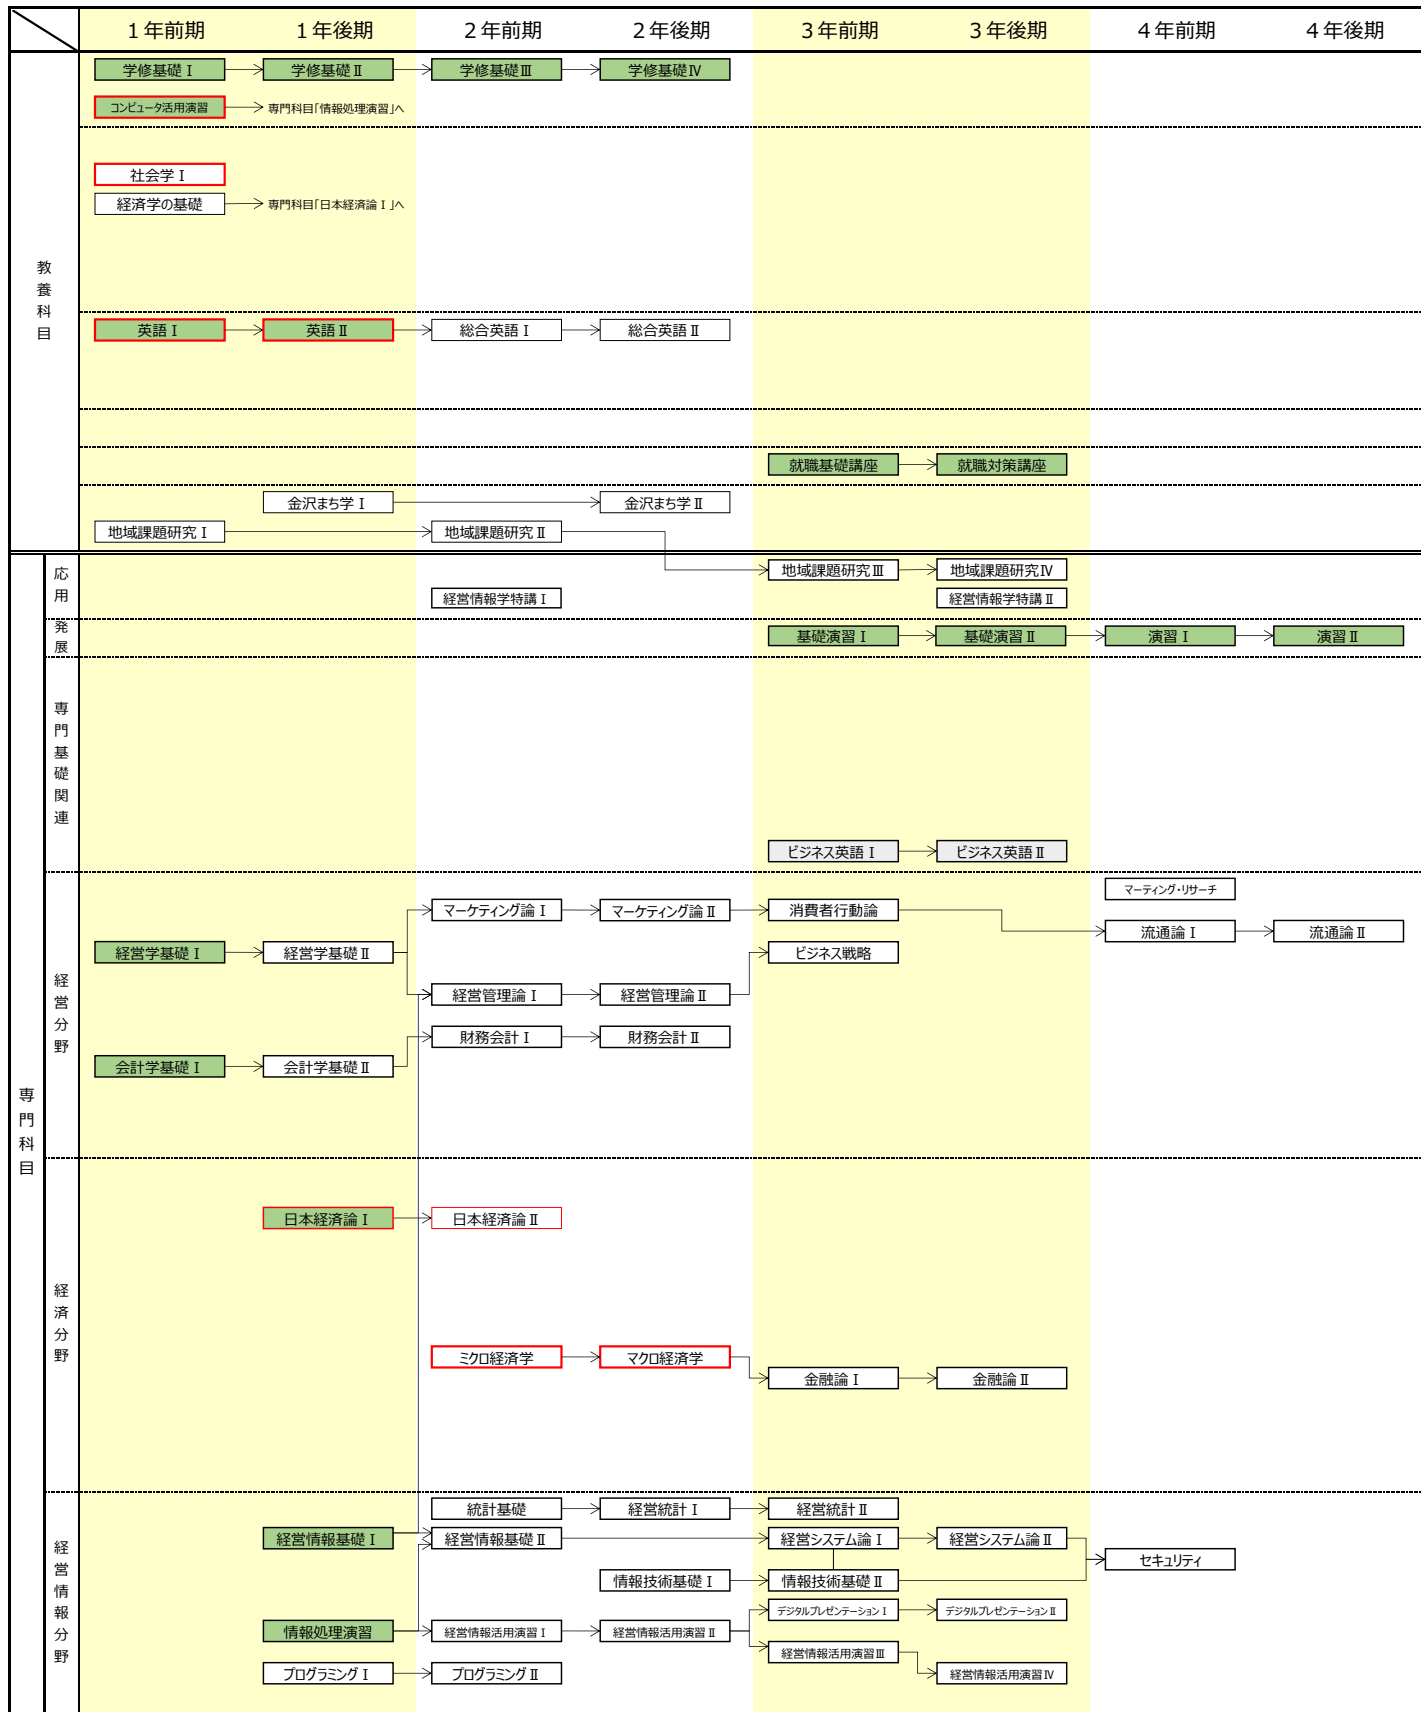 1年前期 1年後期 2年前期 2年後期 3年前期 3年後期 4年前期 4年後期
教養科目
学修基礎Ⅰ 学修基礎Ⅱ 学修基礎Ⅲ 学修基礎Ⅳ
コンピュータ活用演習 専門科目「情報処理演習」へ
社会学Ⅰ
経済学の基礎 専門科目「日本経済論Ⅰ」へ
英語Ⅰ 英語Ⅱ 総合英語Ⅰ 総合英語Ⅱ
就職基礎講座 就職対策講座
金沢まち学Ⅰ 金沢まち学Ⅱ
地域課題研究Ⅰ 地域課題研究Ⅱ
専門科目
応用
地域課題研究Ⅲ 地域課題研究Ⅳ
経営情報学特講Ⅰ 経営情報学特講Ⅱ
発展
基礎演習Ⅰ 基礎演習Ⅱ 演習Ⅰ 演習Ⅱ
専門基礎関連
ビジネス英語Ⅰ ビジネス英語Ⅱ
経営分野
マーティング・リサーチ
マーケティング論Ⅰ マーケティング論Ⅱ 消費者行動論
流通論Ⅰ 流通論Ⅱ
経営学基礎Ⅰ 経営学基礎Ⅱ ビジネス戦略
経営管理論Ⅰ 経営管理論Ⅱ
財務会計Ⅰ 財務会計Ⅱ
会計学基礎Ⅰ 会計学基礎Ⅱ
経済分野
日本経済論Ⅰ 日本経済論Ⅱ
ミクロ経済学 マクロ経済学
金融論Ⅰ 金融論Ⅱ
経営情報分野
統計基礎 経営統計Ⅰ 経営統計Ⅱ
経営情報基礎Ⅰ 経営情報基礎Ⅱ 経営システム論Ⅰ 経営システム論Ⅱ
セキュリティ
情報技術基礎Ⅰ 情報技術基礎Ⅱ
デジタルプレゼンテーションⅠ デジタルプレゼンテーションⅡ
情報処理演習 経営情報活用演習Ⅰ 経営情報活用演習Ⅱ
経営情報活用演習Ⅲ
プログラミングⅠ プログラミングⅡ 経営情報活用演習Ⅳ